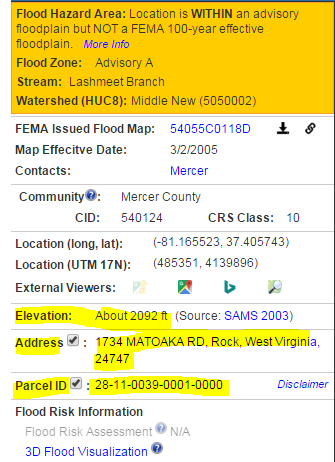 Flood Hazard Area: Location is WITHIN an advisory
floodplain but NOT a FEMA 100-year effective
floodplain. More Info
Flood Zone: Advisory A
Stream: Lashmeet Branch
Watershed (HUC8): Middle New (5050002)
FEMA Issued Flood Map: 54055C0118D
Map Effecitve Date: 3/2/2005
Contacts: Mercer
Community?: Mercer County
CID: 540124 CRS Class: 10
Location (long, lat): (-81.165523, 37.405743)
Location (UTM 17N): (485351, 4139896)
External Viewers:
Elevation: About 2092 ft (Source: SAMS 2003)
Address : 1734 MATOAKA RD, Rock, West Virginia,
24747
Parcel ID : 28-11-0039-0001-0000 Disclaimer
Flood Risk Information
Flood Risk Assessment ? N/A
3D Flood Visualization ?